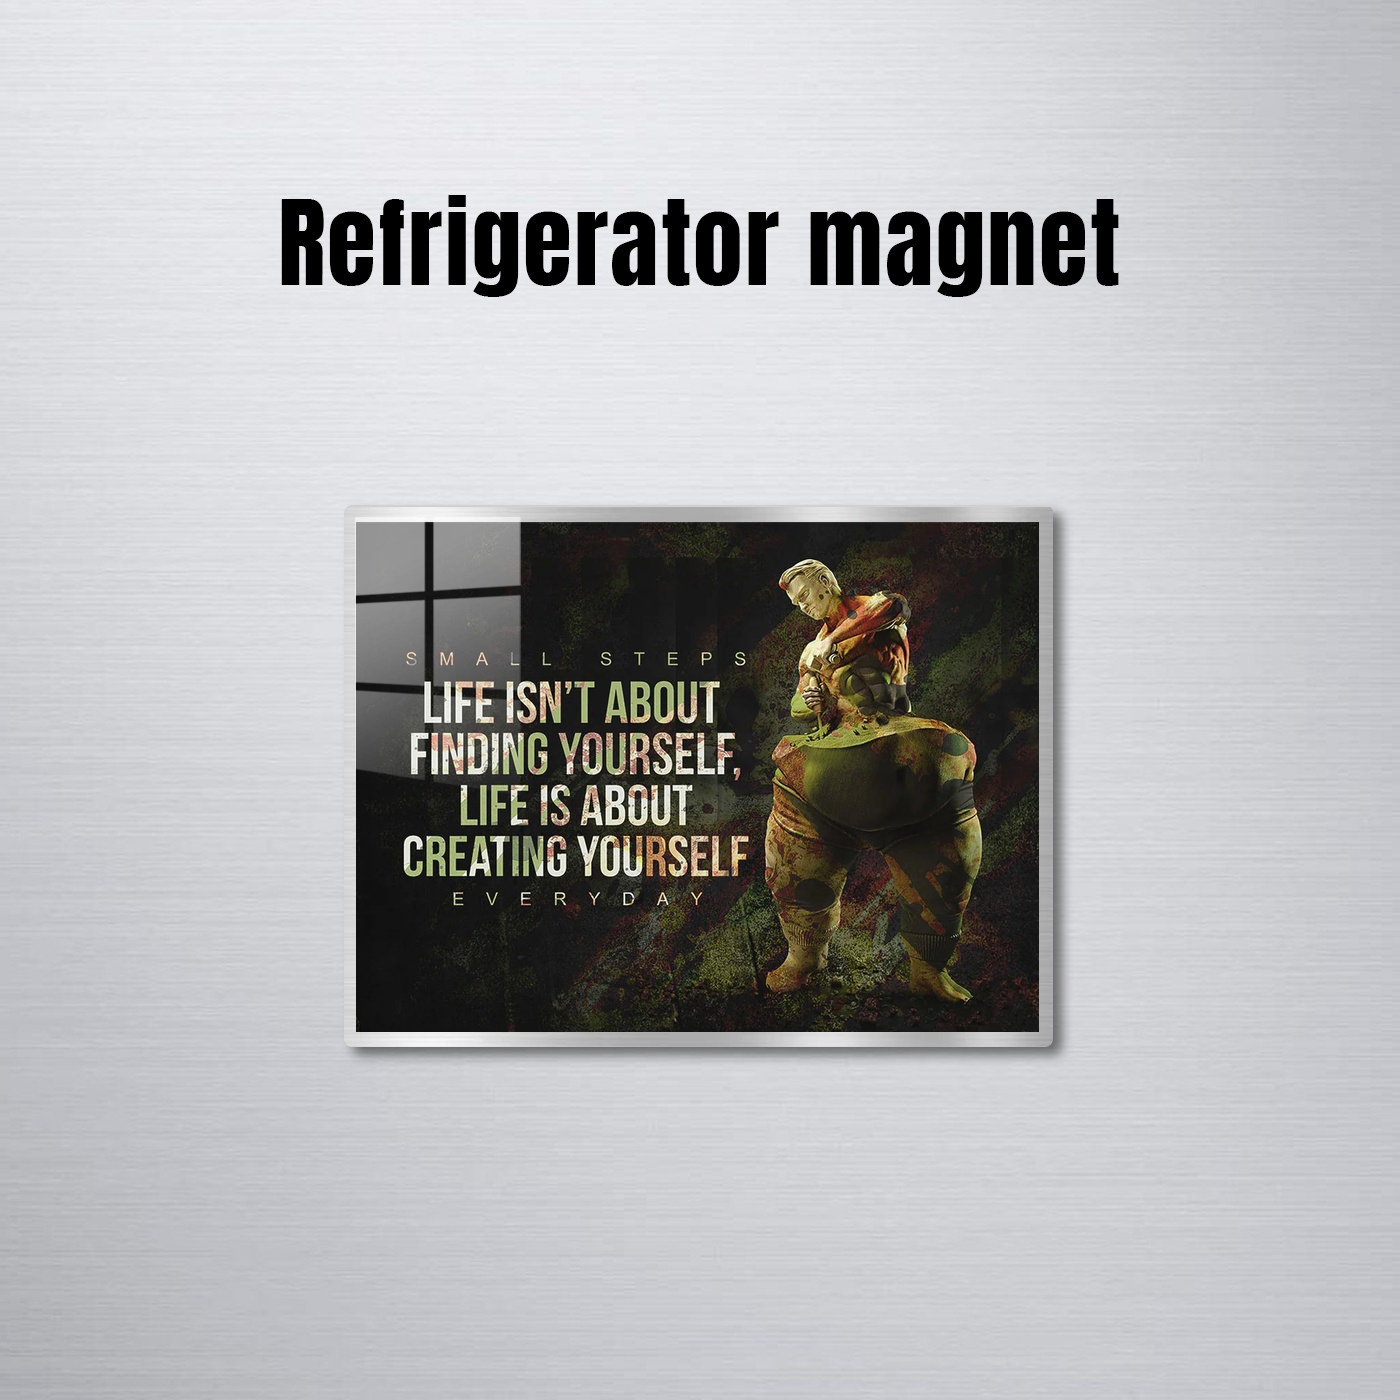 Refrigerator magnet
SMALL STEPS
LIFE ISN'T ABOUT
FINDING YOURSELF,
LIFE IS ABOUT
CREATING YOURSELF
EVERYDAY